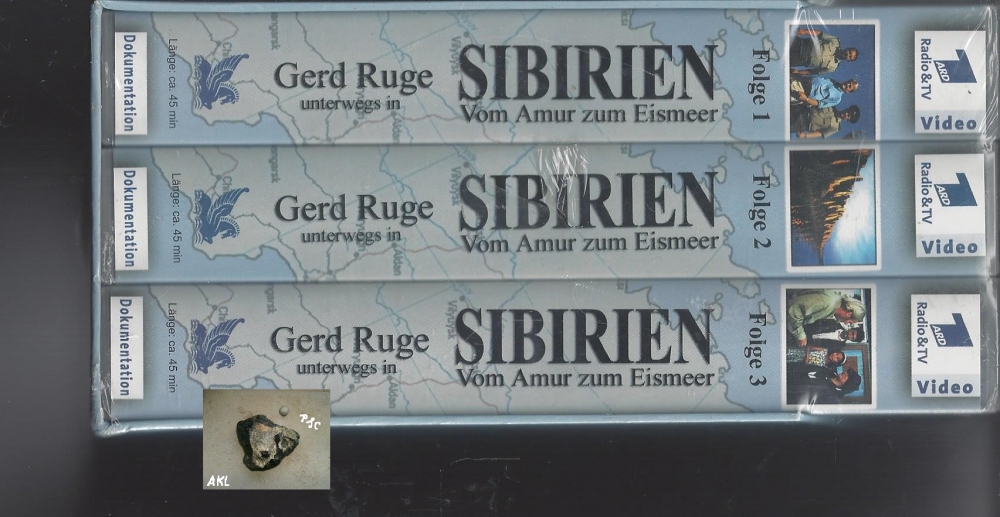 Dokumentation
Länge: ca. 45 min
Gerd Ruge
unterwegs in
SIBIRIEN
Vom Amur zum Eismeer
Folge 1
1
ARD
Radio&TV
Video
Dokumentation
Länge: ca. 45 min
Gerd Ruge
unterwegs in
SIBIRIEN
Vom Amur zum Eismeer
Folge 2
1
ARD
Radio&TV
Video
Dokumentation
Länge: ca. 45 min
Gerd Ruge
unterwegs in
SIBIRIEN
Vom Amur zum Eismeer
Folge 3
1
ARD
Radio&TV
Video
AKL